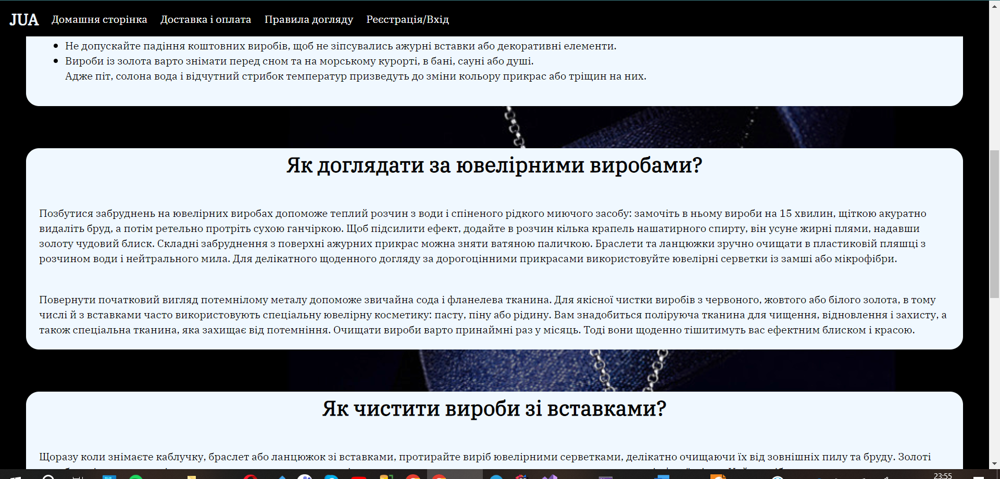 JUA Домашня сторінка Доставка і оплата Правила догляду Реєстрація/Вхід
Не допускайте падіння коштовних виробів, щоб не зіпсувались ажурні вставки або декоративні елементи.
Вироби із золота варто знімати перед сном та на морському курорті, в бані, сауні або душі.
Адже піт, солона вода і відчутний стрибок температур призведуть до зміни кольору прикрас або тріщин на них.
Як доглядати за ювелірними виробами?
Позбутися забруднень на ювелірних виробах допоможе теплий розчин з води і спіненого рідкого миючого засобу: замочіть в ньому вироби на 15 хвилин, щіткою акуратно
видаліть бруд, а потім ретельно протріть сухою ганчіркою. Щоб підсилити ефект, додайте в розчин кілька крапель нашатирного спирту, він усуне жирні плями, надавши
золоту чудовий блиск. Складні забруднення з поверхні ажурних прикрас можна зняти ватяною паличкою. Браслети та ланцюжки зручно очищати в пластиковій пляшці з
розчином води і нейтрального мила. Для делікатного щоденного догляду за дорогоцінними прикрасами використовуйте ювелірні серветки із замші або мікрофібри.
Повернути початковий вигляд потемнілому металу допоможе звичайна сода і фланелева тканина. Для якісної чистки виробів з червоного, жовтого або білого золота, в тому
числі й з вставками часто використовують спеціальну ювелірну косметику: пасту, піну або рідину. Вам знадобиться поліруюча тканина для чищення, відновлення і захисту, а
також спеціальна тканина, яка захищає від потемніння. Очищати вироби варто принаймні раз у місяць. Тоді вони щоденно тішитимуть вас ефектним блиском і красою.
Як чистити вироби зі вставками?
Щоразу коли знімаєте каблучку, браслет або ланцюжок зі вставками, протирайте виріб ювелірними серветками, делікатно очищаючи їх від зовнішніх пилу та бруду. Золоті
23:55